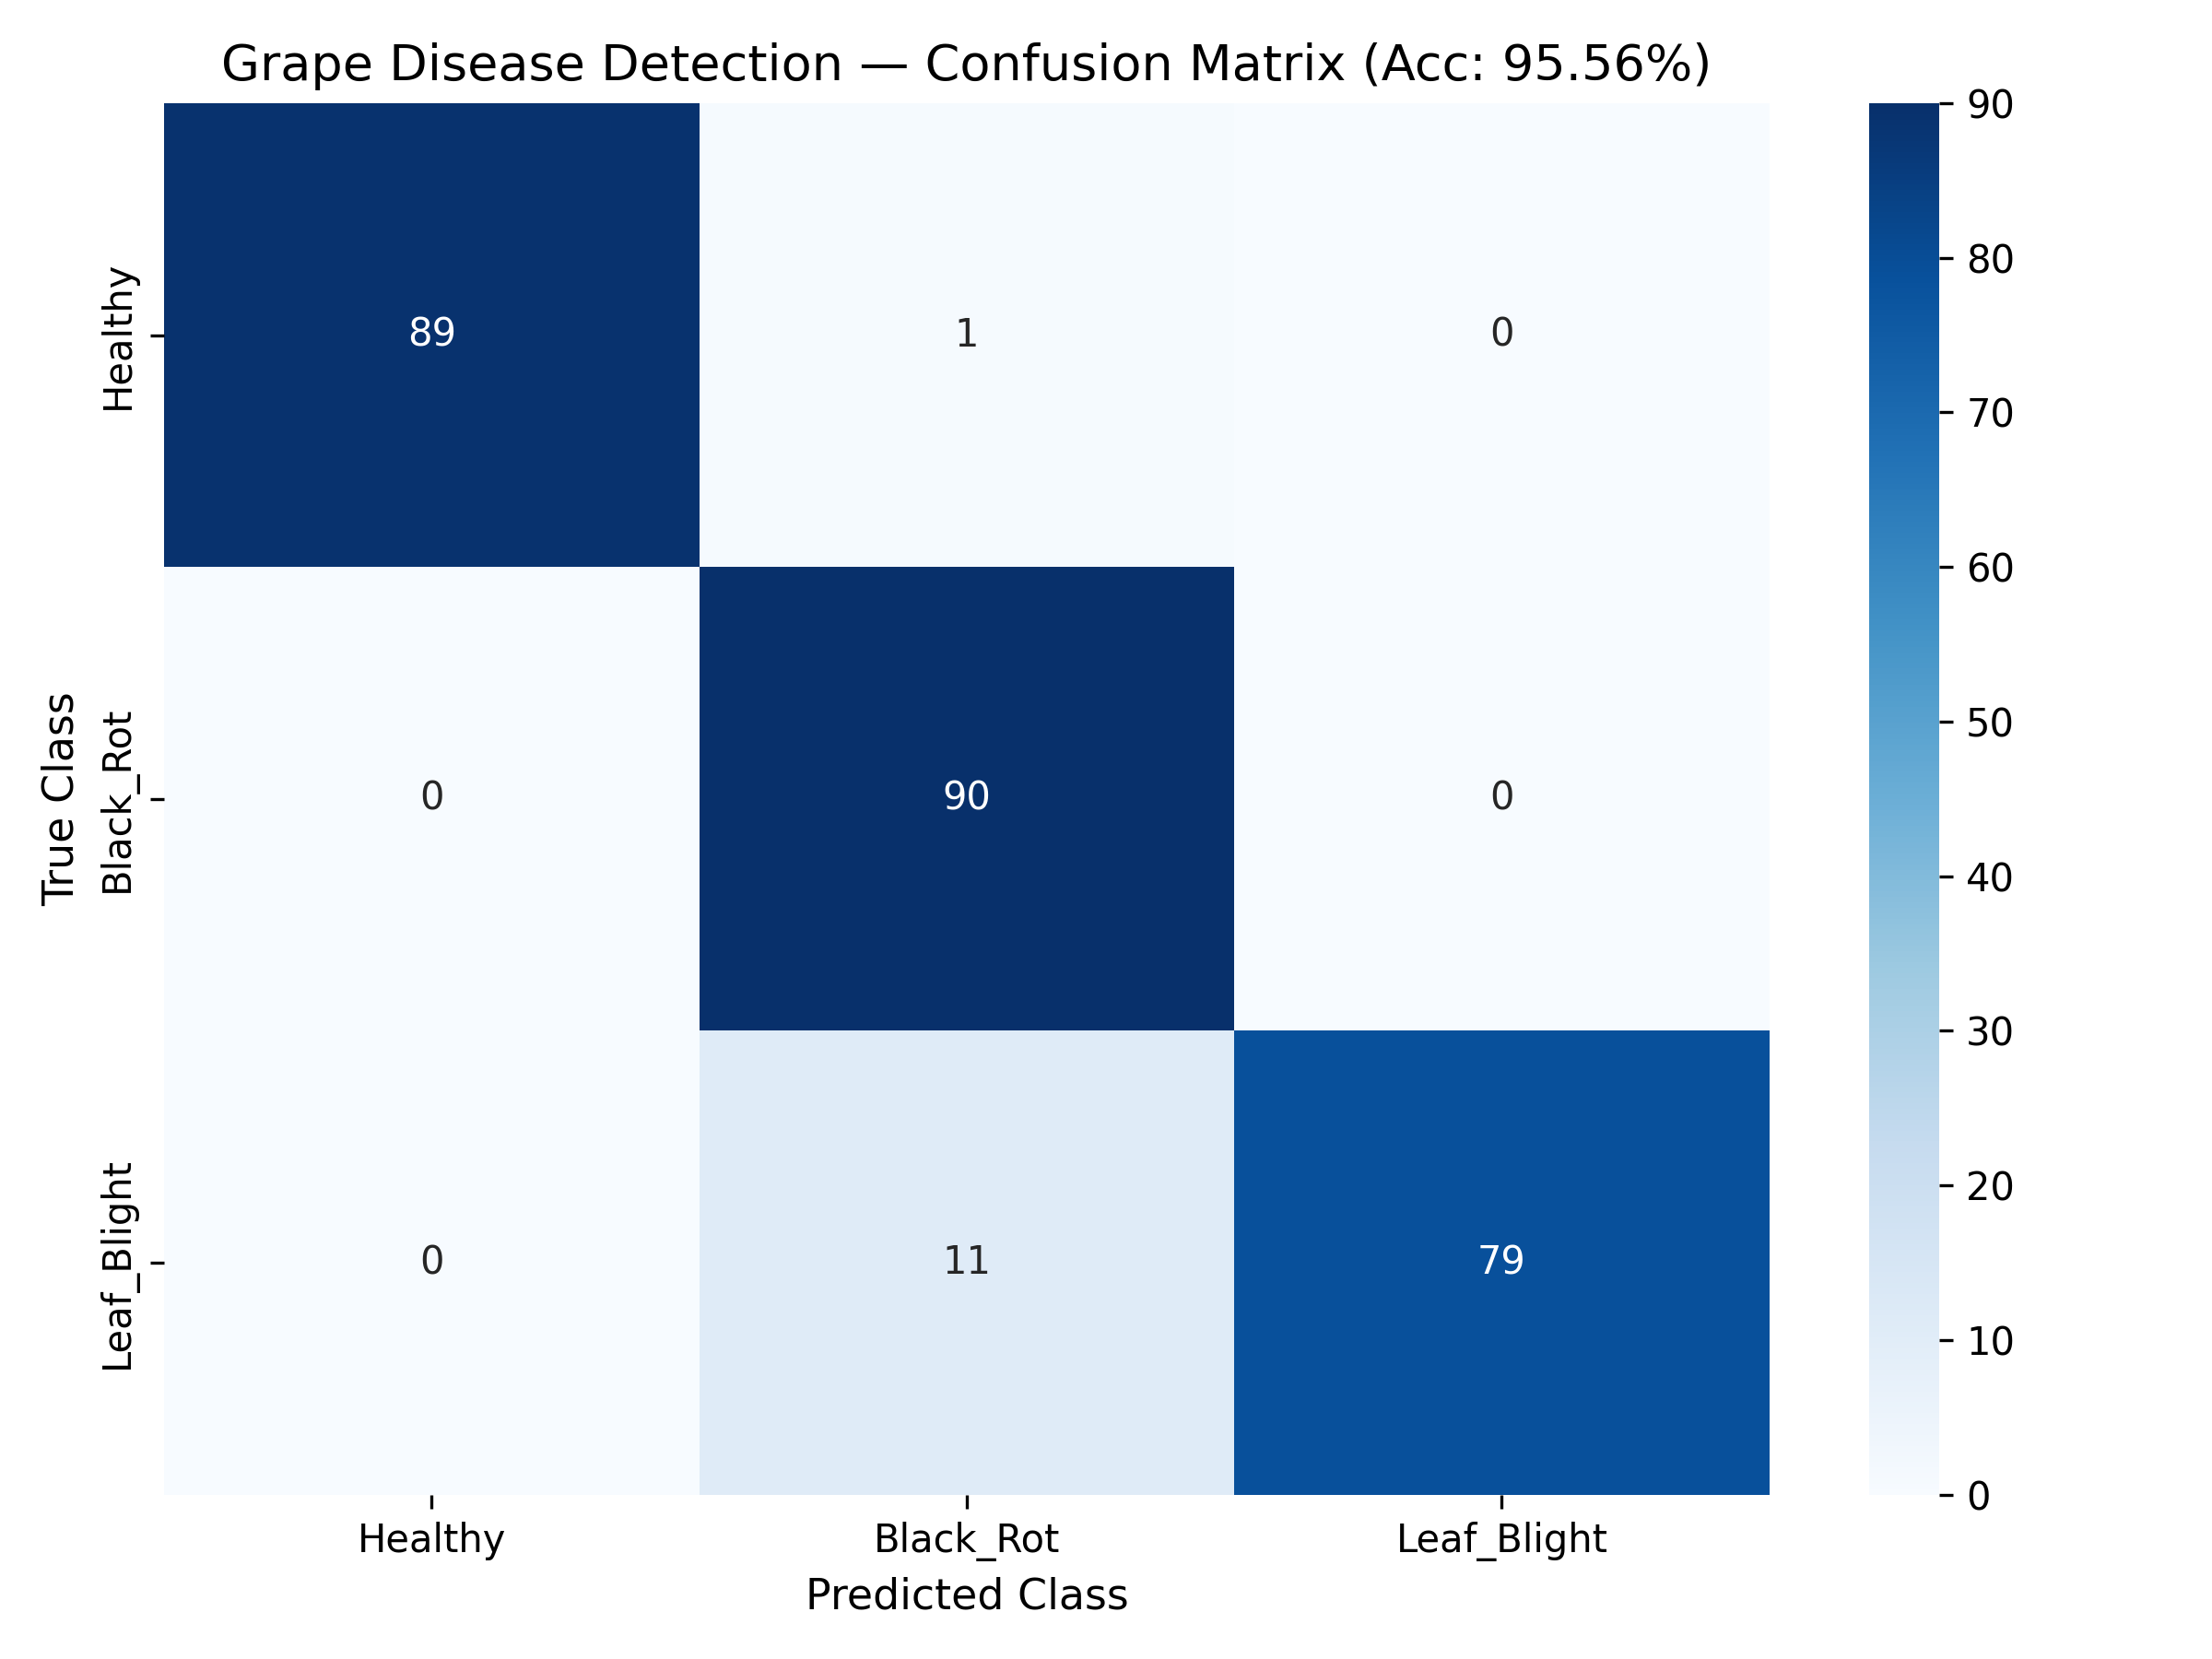 Grape Disease Detection — Confusion Matrix (Acc: 95.56%)
True Class
Healthy
89 1 0
Black_Rot
0 90 0
Leaf_Blight
0 11 79
Healthy Black_Rot Leaf_Blight
Predicted Class
90
80
70
60
50
40
30
20
10
0